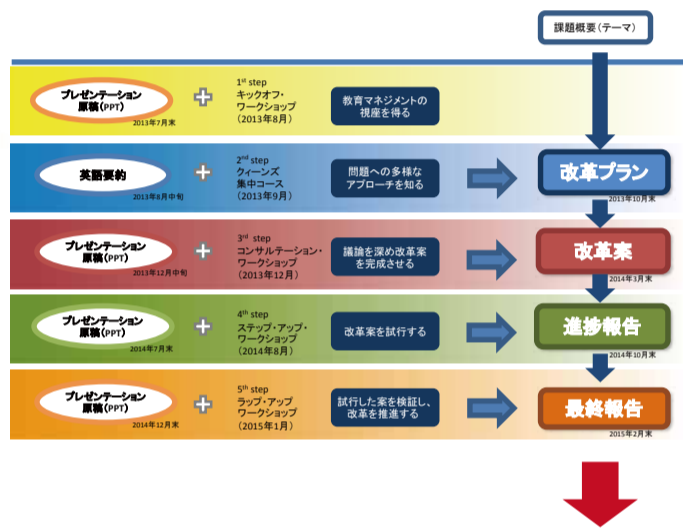 課題概要(テーマ)
プレゼンテーション
原稿(PPT)
2013年7月末
1st step
キックオフ・
ワークショップ
(2013年8月)
教育マネジメントの
視座を得る
英語要約
2013年8月中旬
2nd step
クィーンズ
集中コース
(2013年9月)
問題への多様な
アプローチを知る
改革プラン
2013年10月末
プレゼンテーション
原稿(PPT)
2013年12月中旬
3rd step
コンサルテーション・
ワークショップ
(2013年12月)
議論を深め改革案
を完成させる
改革案
2014年3月末
プレゼンテーション
原稿(PPT)
2014年7月末
4th step
ステップ・アップ・
ワークショップ
(2014年8月)
改革案を試行する
進捗報告
2014年10月末
プレゼンテーション
原稿(PPT)
2014年12月末
5th step
ラップ・アップ
ワークショップ
(2015年1月)
試行した案を検証し、
改革を推進する
最終報告
2015年2月末